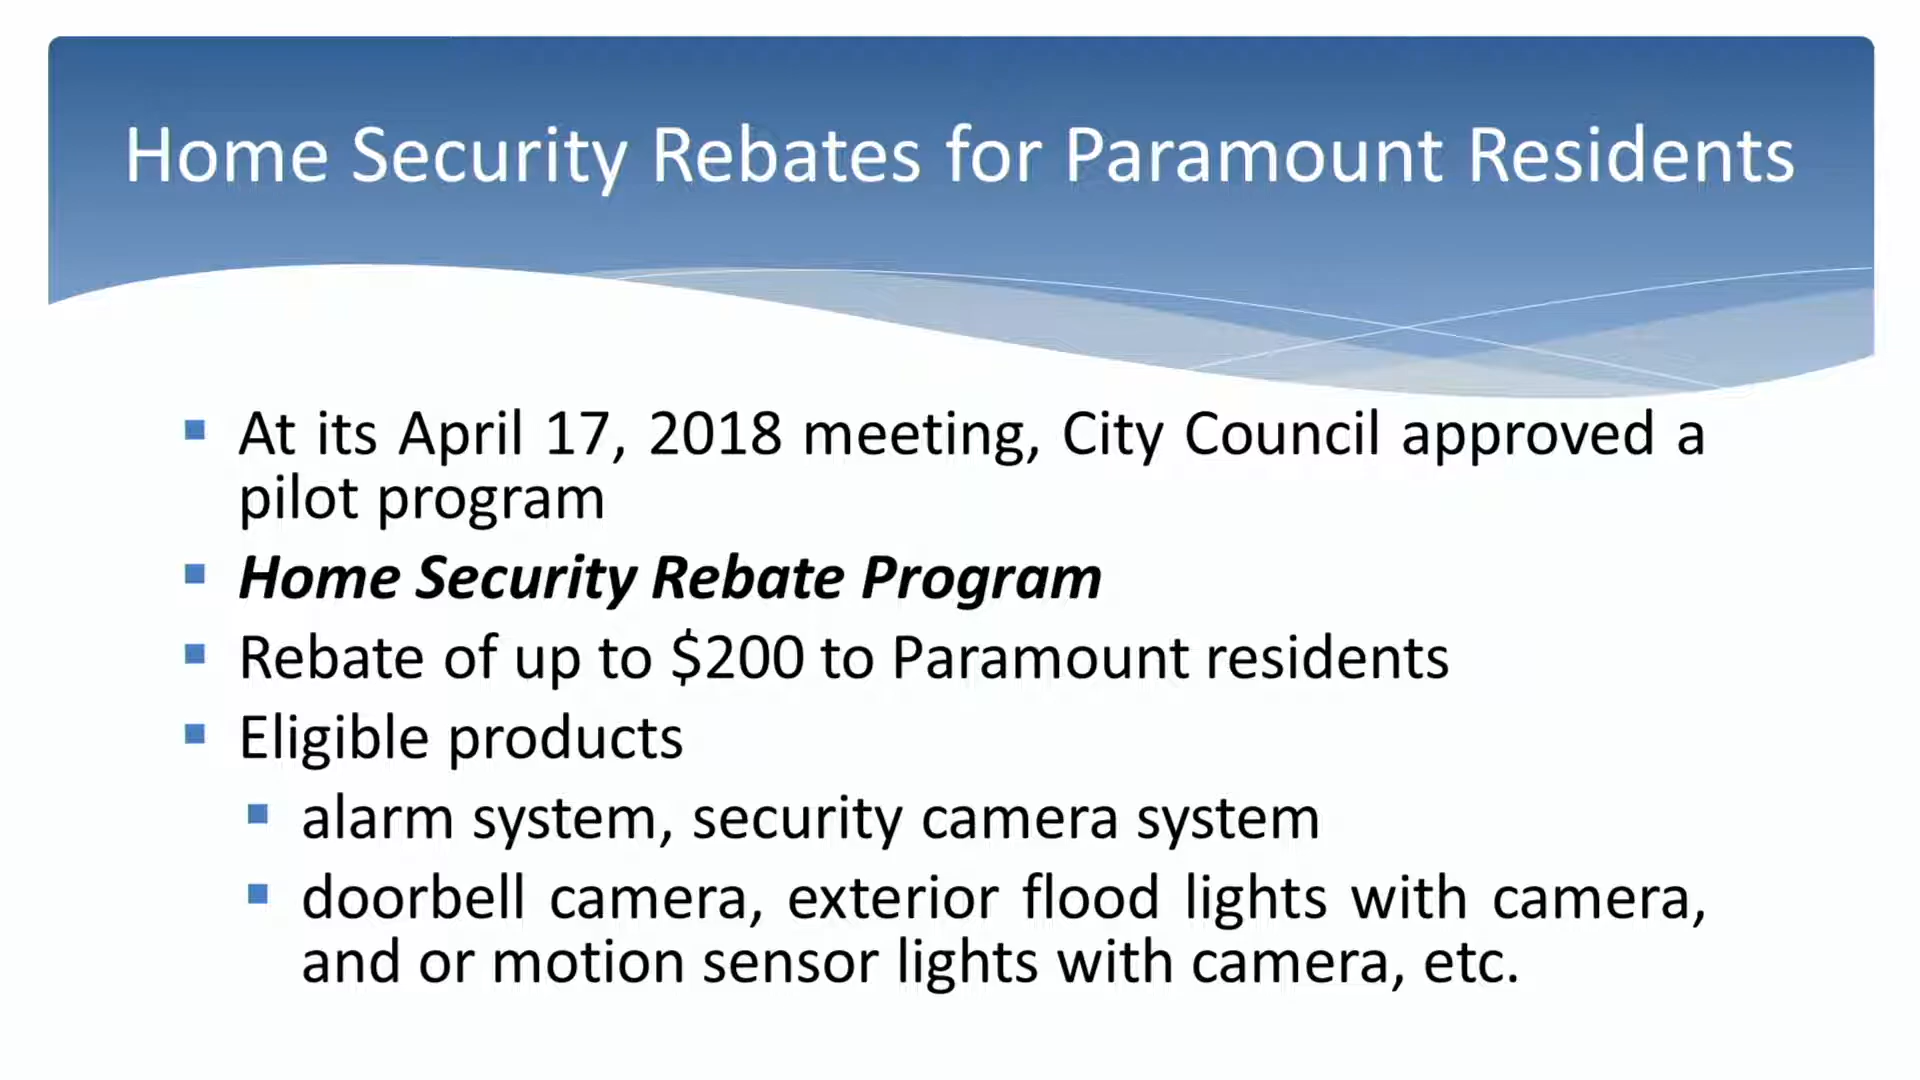 Home Security Rebates for Paramount Residents
At its April 17, 2018 meeting, City Council approved a
pilot program
Home Security Rebate Program
Rebate of up to $200 to Paramount residents
Eligible products
alarm system, security camera system
doorbell camera, exterior flood lights with camera,
and or motion sensor lights with camera, etc.